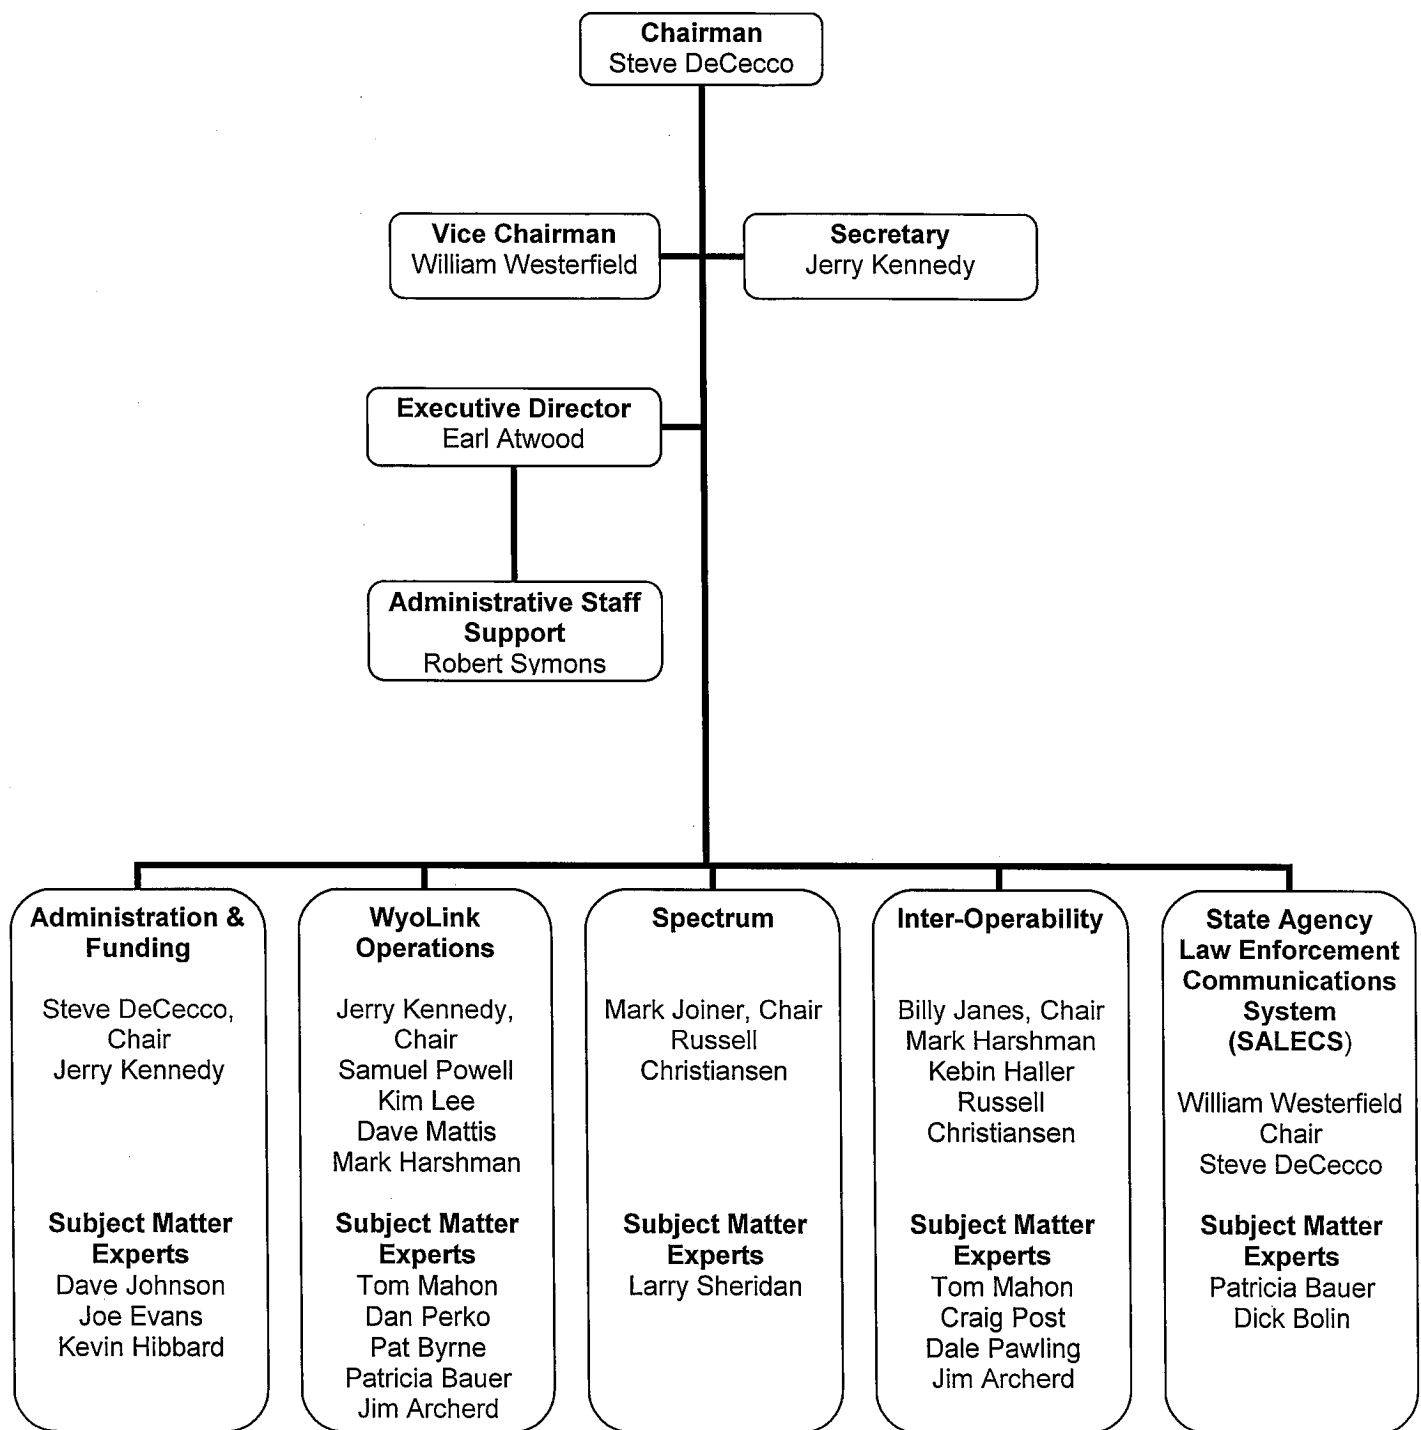 Chairman
Steve DeCecco
Vice Chairman
William Westerfield
Secretary
Jerry Kennedy
Executive Director
Earl Atwood
Administrative Staff
Support
Robert Symons
Administration &
Funding
Steve DeCecco,
Chair
Jerry Kennedy
Subject Matter
Experts
Dave Johnson
Joe Evans
Kevin Hibbard
WyoLink
Operations
Jerry Kennedy,
Chair
Samuel Powell
Kim Lee
Dave Mattis
Mark Harshman
Subject Matter
Experts
Tom Mahon
Dan Perko
Pat Byrne
Patricia Bauer
Jim Archerd
Spectrum
Mark Joiner, Chair
Russell
Christiansen
Subject Matter
Experts
Larry Sheridan
Inter-Operability
Billy Janes, Chair
Mark Harshman
Kebin Haller
Russell
Christiansen
Subject Matter
Experts
Tom Mahon
Craig Post
Dale Pawling
Jim Archerd
State Agency
Law Enforcement
Communications
System
(SALECS)
William Westerfield
Chair
Steve DeCecco
Subject Matter
Experts
Patricia Bauer
Dick Bolin